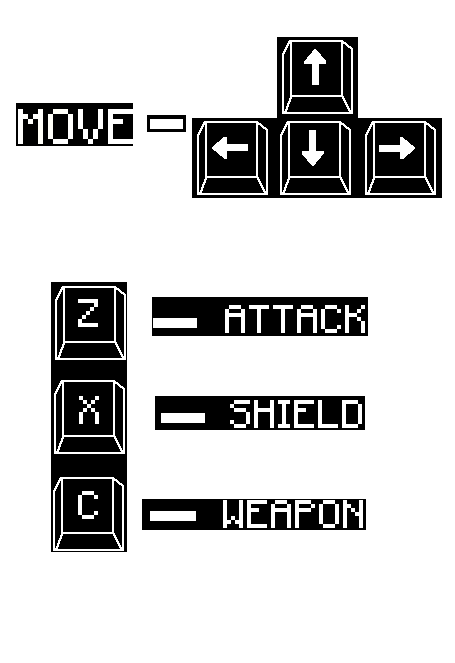 MOVE - ↑
← ↓ →
Z - ATTACK
X - SHIELD
C - WEAPON